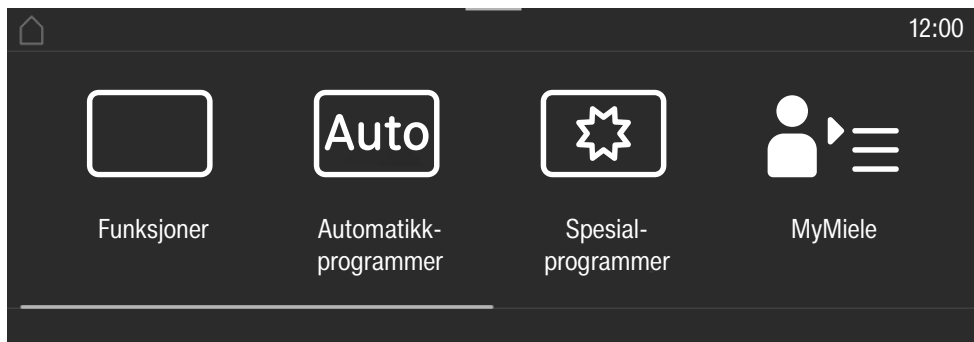 12:00
Auto
Funksjoner
Automatikk-
programmer
Spesial-
programmer
MyMiele